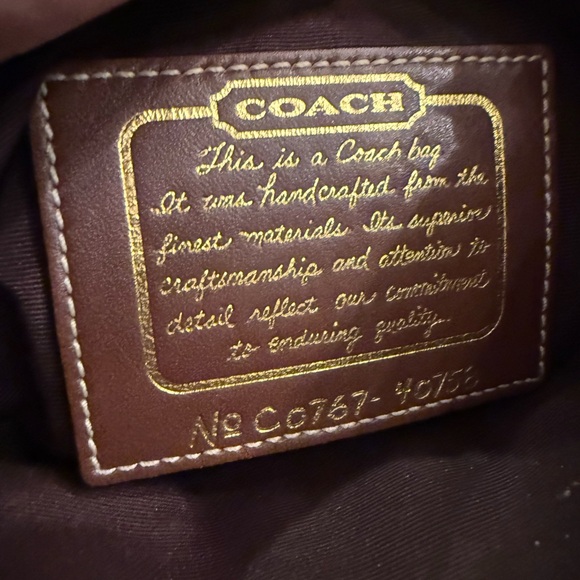 COACH
This is a Coach bag
It was handcrafted from the
finest materials. Its superior
craftsmanship and attention to
detail reflect our commitment
to enduring quality.
Nº C0767-40756